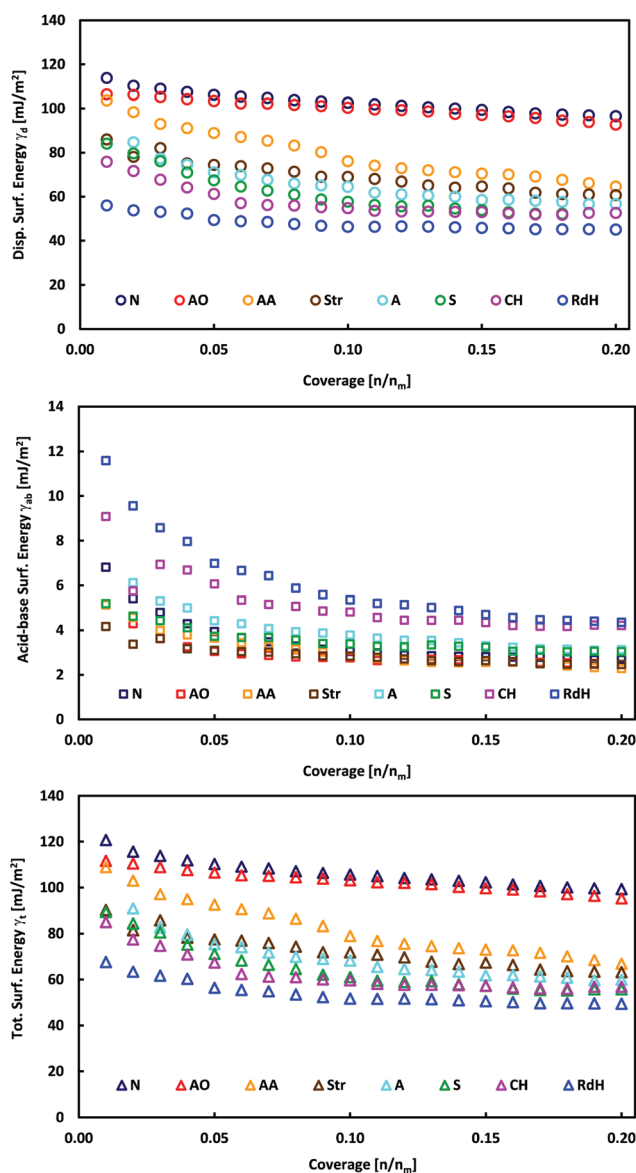 140
120
100
80
60
40
20
0
Disp. Surf. Energy γd [mJ/m²]
N AO AA Str A S CH RdH
0.00 0.05 0.10 0.15 0.20
Coverage [n/nm]
14
12
10
8
6
4
2
0
Acid-base Surf. Energy γab [mJ/m²]
N AO AA Str A S CH RdH
0.00 0.05 0.10 0.15 0.20
Coverage [n/nm]
140
120
100
80
60
40
20
0
Tot. Surf. Energy γt [mJ/m²]
N AO AA Str A S CH RdH
0.00 0.05 0.10 0.15 0.20
Coverage [n/nm]